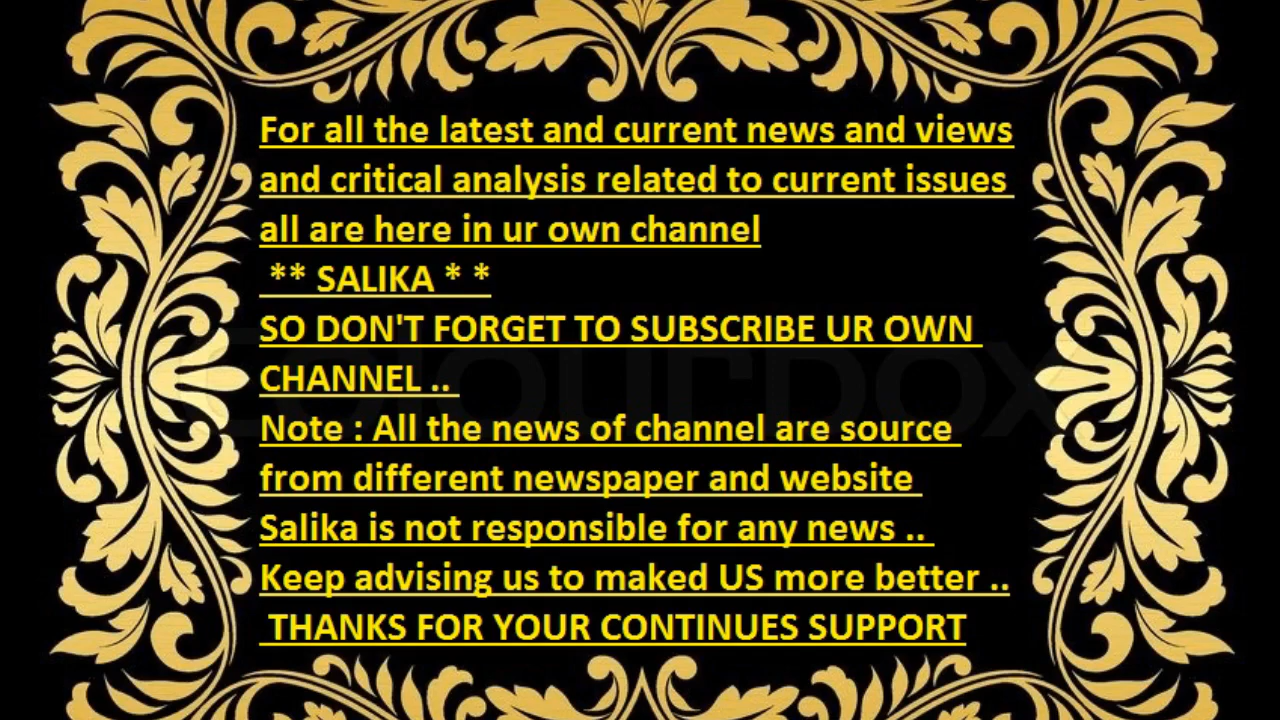 For all the latest and current news and views
and critical analysis related to current issues
all are here in ur own channel
** SALIKA * *
SO DON'T FORGET TO SUBSCRIBE UR OWN
CHANNEL ..
Note : All the news of channel are source
from different newspaper and website
Salika is not responsible for any news ..
Keep advising us to maked US more better ..
THANKS FOR YOUR CONTINUES SUPPORT
colourbox